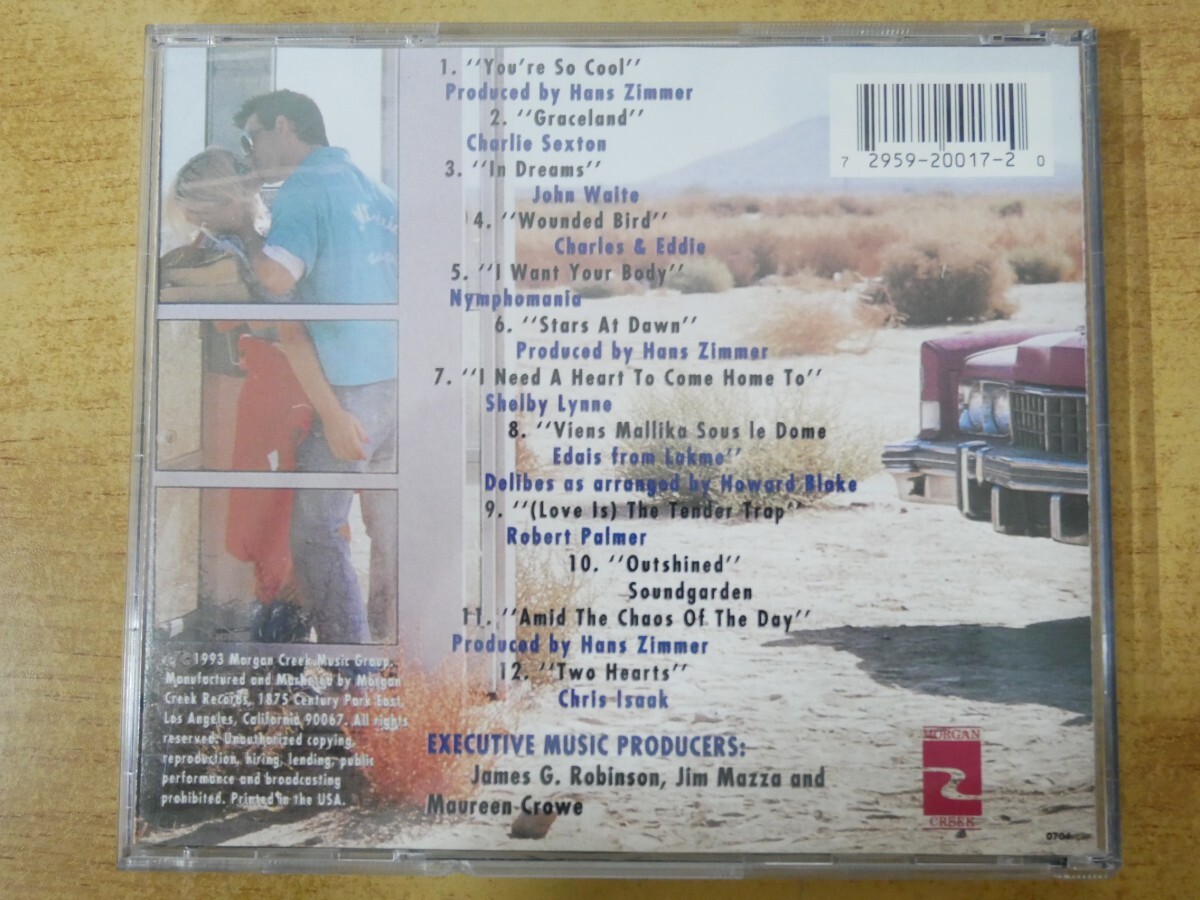 1. "You're So Cool"
Produced by Hans Zimmer
2. "Graceland"
Charlie Sexton
3. "In Dreams"
John Waite
4. "Wounded Bird"
Charles & Eddie
5. "I Want Your Body"
Nymphomania
6. "Stars At Dawn"
Produced by Hans Zimmer
7. "I Need A Heart To Come Home To"
Shelby Lynne
8. "Viens Mallika Sous le Dome
Edais from Lakme"
Delibes as arranged by Howard Blake
9. "(Love Is) The Tender Trap"
Robert Palmer
10. "Outshined"
Soundgarden
11. "Amid The Chaos Of The Day"
Produced by Hans Zimmer
12. "Two Hearts"
Chris Isaak
EXECUTIVE MUSIC PRODUCERS:
James G. Robinson, Jim Mazza and
Maureen Crowe
7 2959-20017-2 0
© 1993 Morgan Creek Music Group.
Manufactured and Marketed by Morgan
Creek Records, 1875 Century Park East,
Los Angeles, California 90067. All rights
reserved. Unauthorized copying,
reproduction, hiring, lending, public
performance and broadcasting
prohibited. Printed in the USA.
MORGAN
CREEK